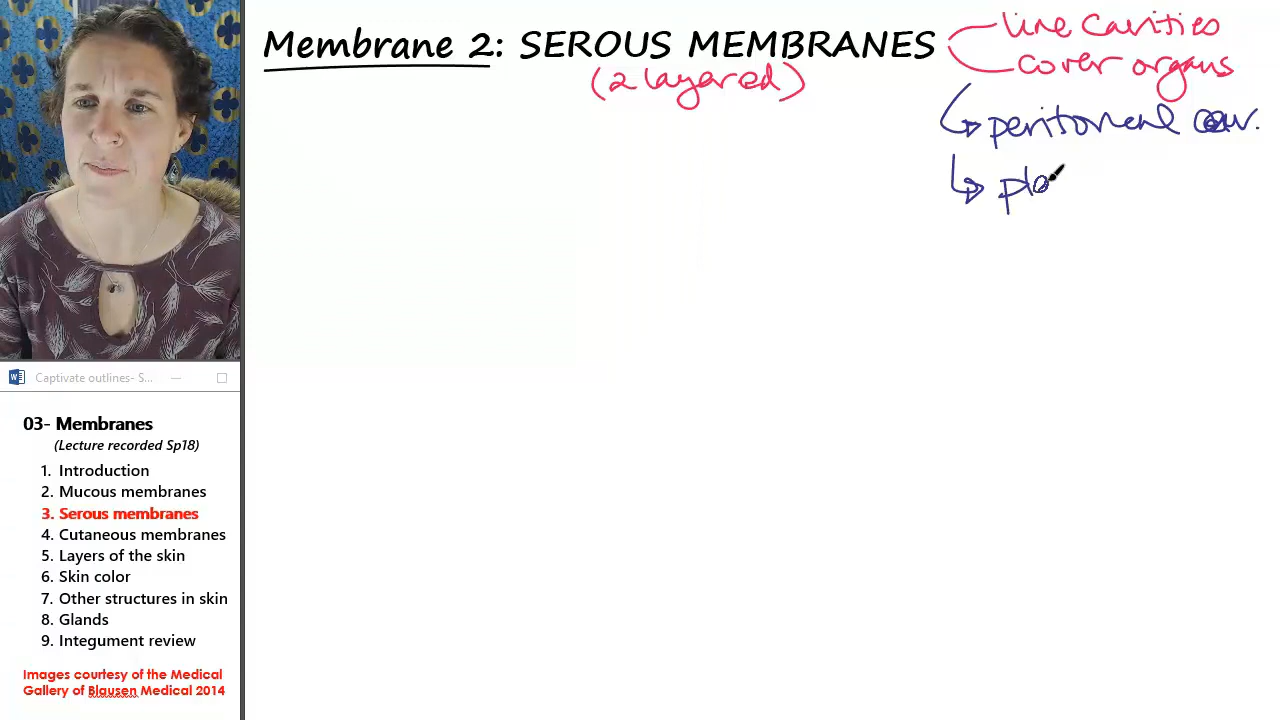 Membrane 2: SEROUS MEMBRANES
(2 layered)
line cavities
cover organs
peritoneal cav.
Captivate outlines- S...
03- Membranes
(Lecture recorded Sp18)
1. Introduction
2. Mucous membranes
3. Serous membranes
4. Cutaneous membranes
5. Layers of the skin
6. Skin color
7. Other structures in skin
8. Glands
9. Integument review
Images courtesy of the Medical
Gallery of Blausen Medical 2014